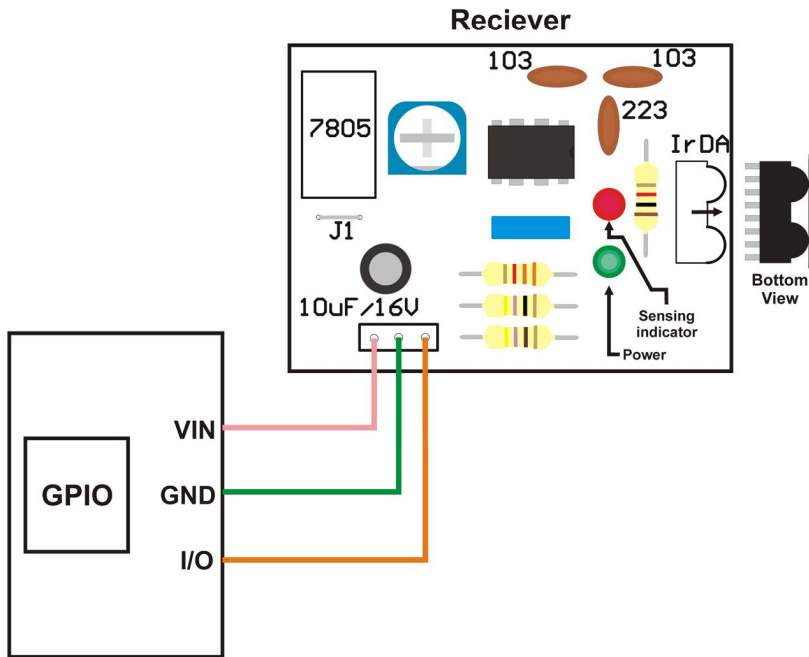 Reciever
103
103
7805
223
IrDA
J1
10uF/16V
Sensing
indicator
Power
Bottom
View
VIN
GPIO
GND
I/O